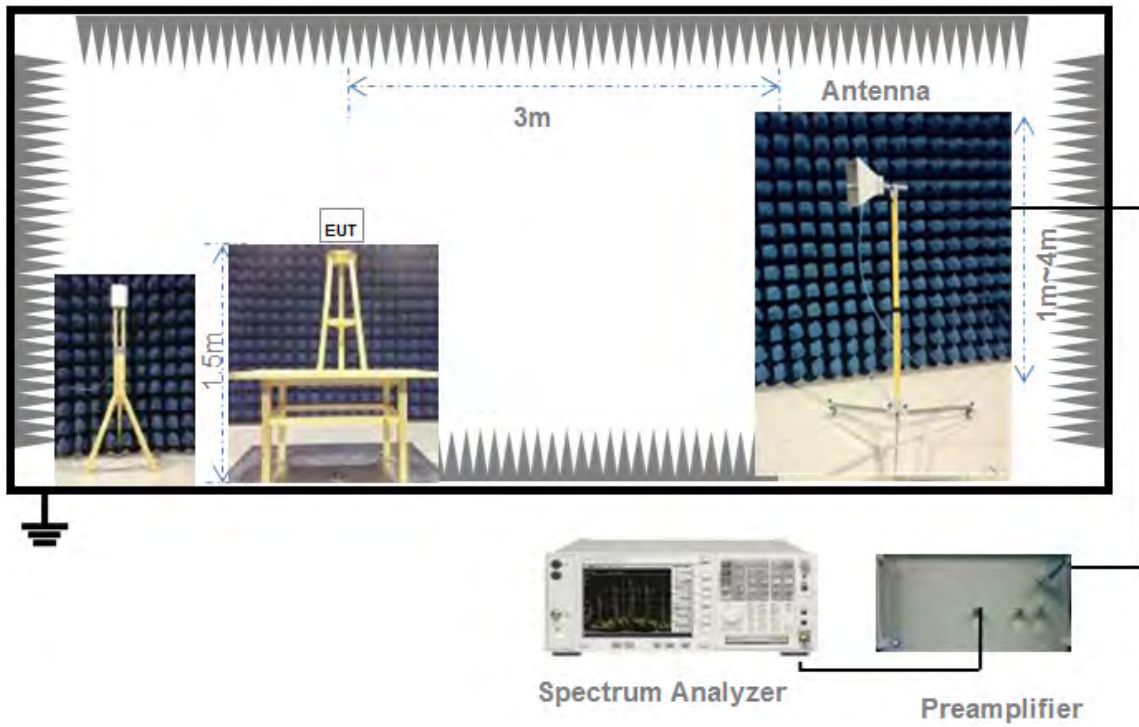 Antenna
3m
EUT
1.5m
1m~4m
Spectrum Analyzer
Preamplifier